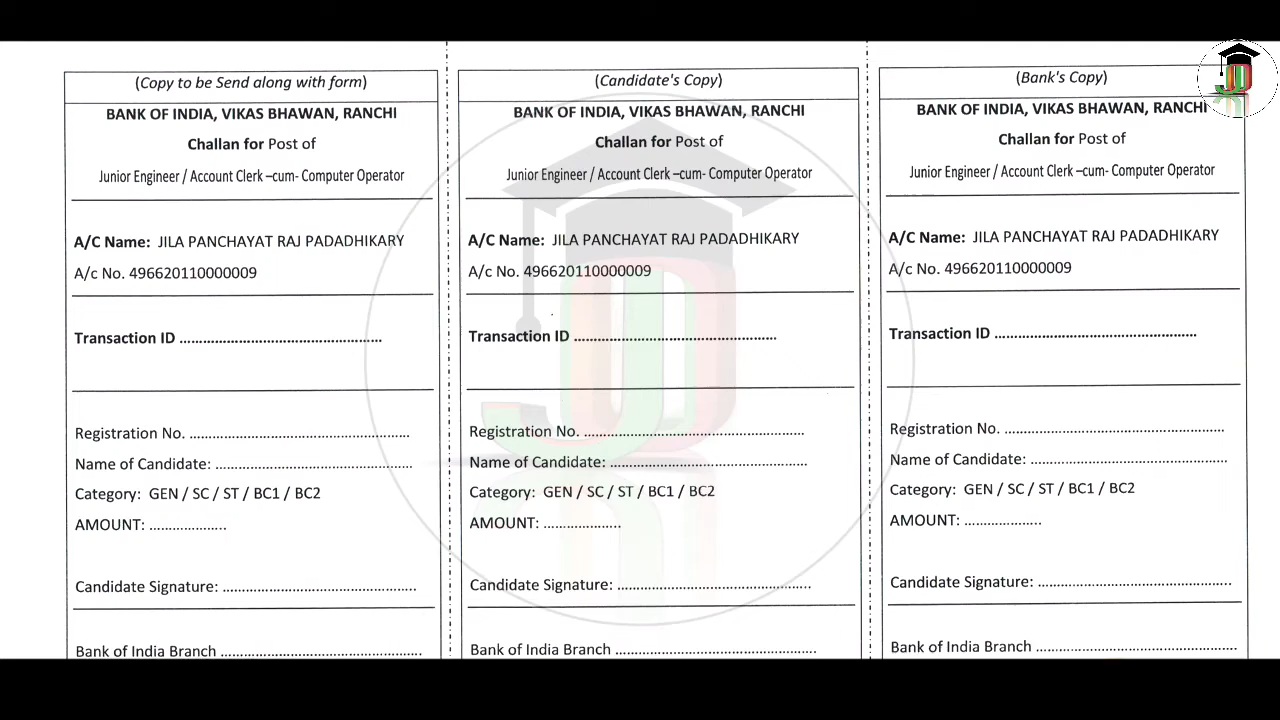 (Copy to be Send along with form)
BANK OF INDIA, VIKAS BHAWAN, RANCHI
Challan for Post of
Junior Engineer / Account Clerk –cum- Computer Operator
A/C Name: JILA PANCHAYAT RAJ PADADHIKARY
A/c No. 496620110000009
Transaction ID ....................................................
Registration No. ........................................................
Name of Candidate: ..................................................
Category: GEN / SC / ST / BC1 / BC2
AMOUNT: ....................
Candidate Signature: .................................................
Bank of India Branch ...................................................
(Candidate's Copy)
BANK OF INDIA, VIKAS BHAWAN, RANCHI
Challan for Post of
Junior Engineer / Account Clerk –cum- Computer Operator
A/C Name: JILA PANCHAYAT RAJ PADADHIKARY
A/c No. 496620110000009
Transaction ID ....................................................
Registration No. ........................................................
Name of Candidate: ..................................................
Category: GEN / SC / ST / BC1 / BC2
AMOUNT: ....................
Candidate Signature: .................................................
Bank of India Branch ...................................................
(Bank's Copy)
BANK OF INDIA, VIKAS BHAWAN, RANCHI
Challan for Post of
Junior Engineer / Account Clerk –cum- Computer Operator
A/C Name: JILA PANCHAYAT RAJ PADADHIKARY
A/c No. 496620110000009
Transaction ID ....................................................
Registration No. ........................................................
Name of Candidate: ..................................................
Category: GEN / SC / ST / BC1 / BC2
AMOUNT: ....................
Candidate Signature: .................................................
Bank of India Branch ...................................................